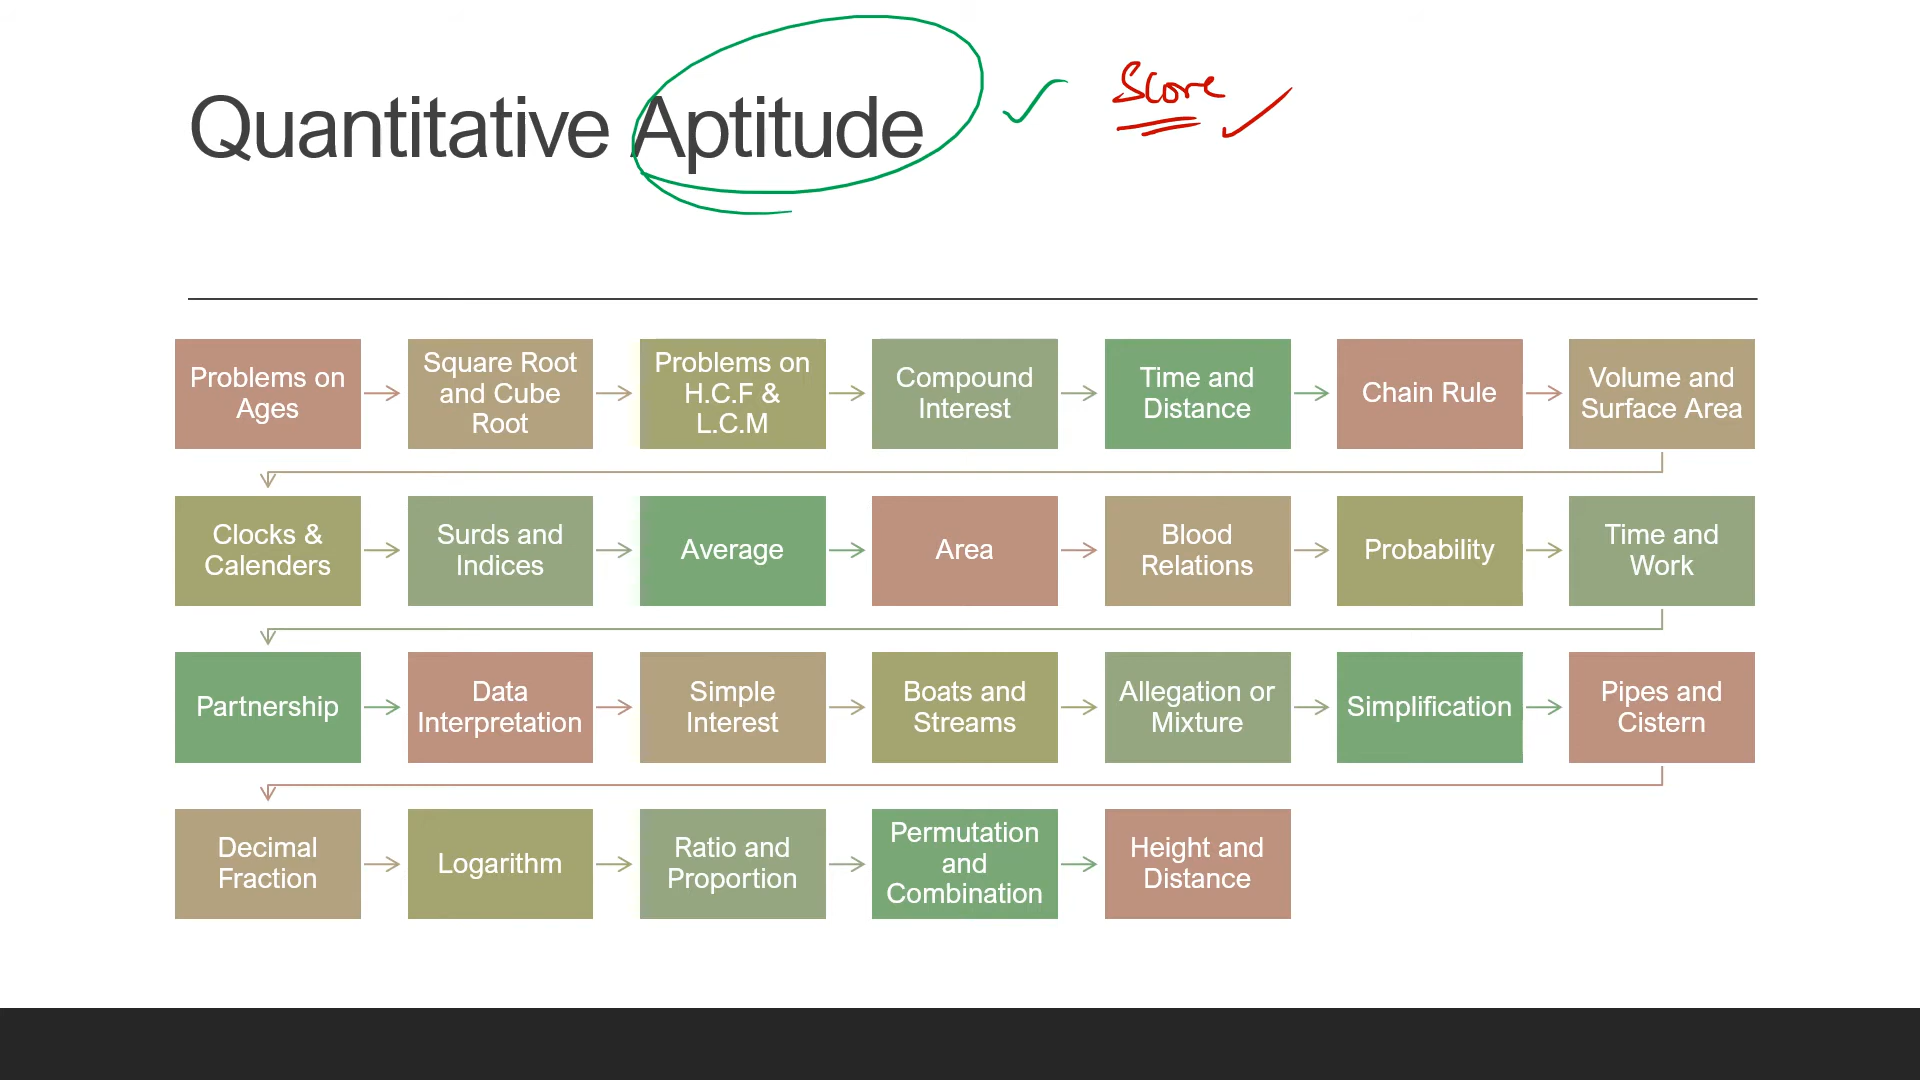 Quantitative Aptitude
Score
Problems on
Ages
Square Root
and Cube
Root
Problems on
H.C.F &
L.C.M
Compound
Interest
Time and
Distance
Chain Rule
Volume and
Surface Area
Clocks &
Calenders
Surds and
Indices
Average
Area
Blood
Relations
Probability
Time and
Work
Partnership
Data
Interpretation
Simple
Interest
Boats and
Streams
Allegation or
Mixture
Simplification
Pipes and
Cistern
Decimal
Fraction
Logarithm
Ratio and
Proportion
Permutation
and
Combination
Height and
Distance